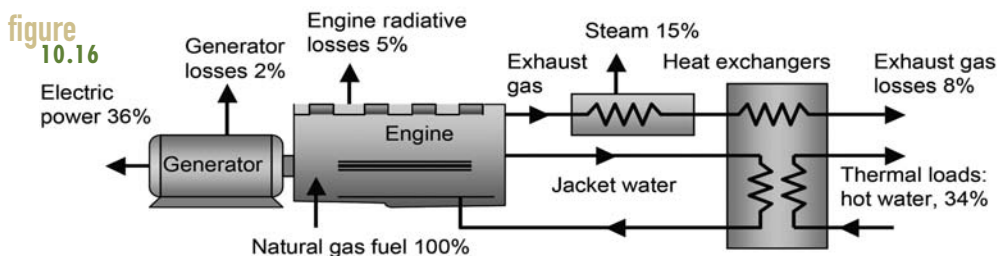 figure
10.16
Electric
power 36%
Generator
losses 2%
Engine radiative
losses 5%
Steam 15%
Exhaust
gas
Heat exchangers
Exhaust gas
losses 8%
Generator
Engine
Jacket water
Thermal loads:
hot water, 34%
Natural gas fuel 100%